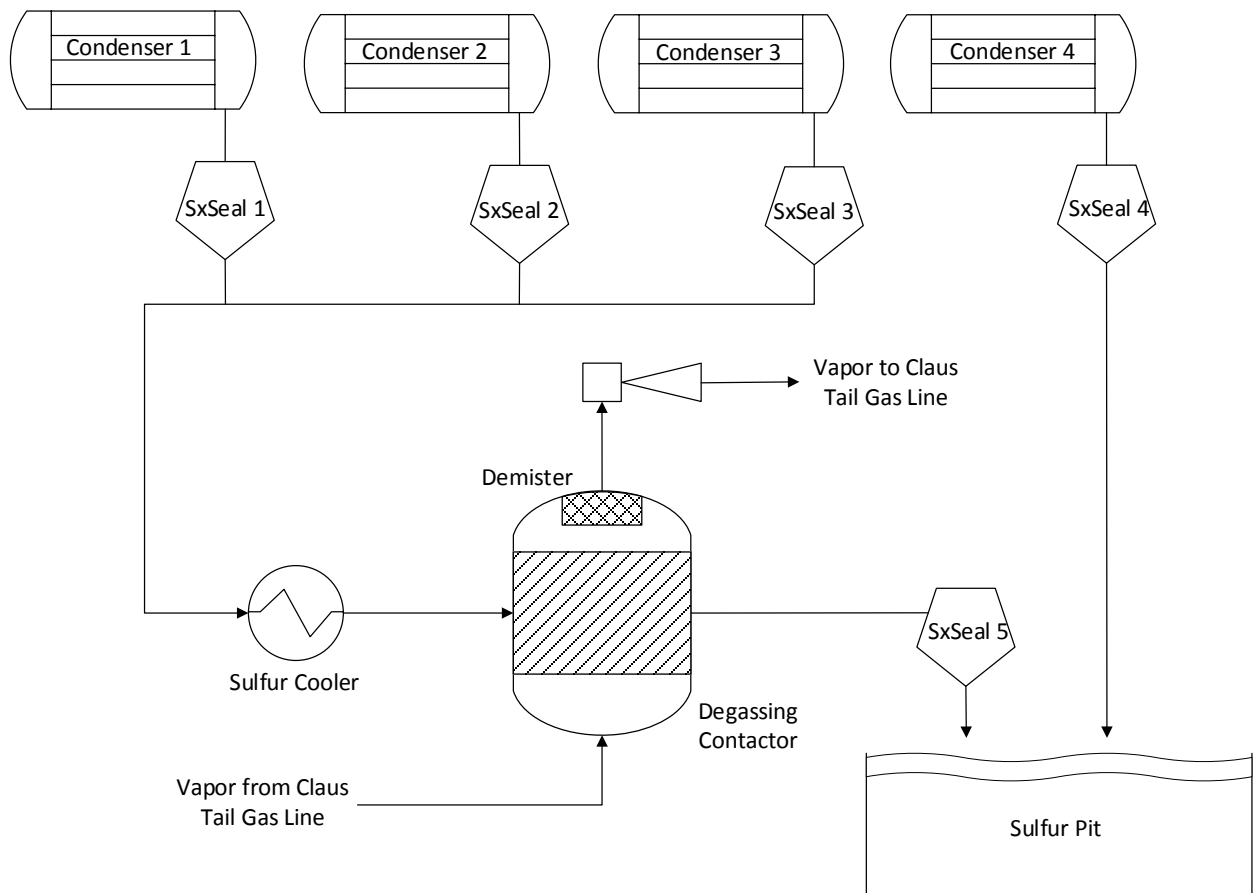 Condenser 1
Condenser 2
Condenser 3
Condenser 4
SxSeal 1
SxSeal 2
SxSeal 3
SxSeal 4
Vapor to Claus
Tail Gas Line
Demister
SxSeal 5
Sulfur Cooler
Degassing
Contactor
Vapor from Claus
Tail Gas Line
Sulfur Pit